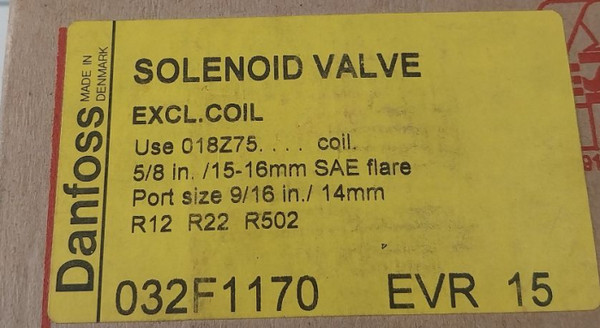 Danfoss
MADE IN
DENMARK
SOLENOID VALVE
EXCL.COIL
Use 018Z75.... coil.
5/8 in. /15-16mm SAE flare
Port size 9/16 in./ 14mm
R12 R22 R502
032F1170 EVR 15